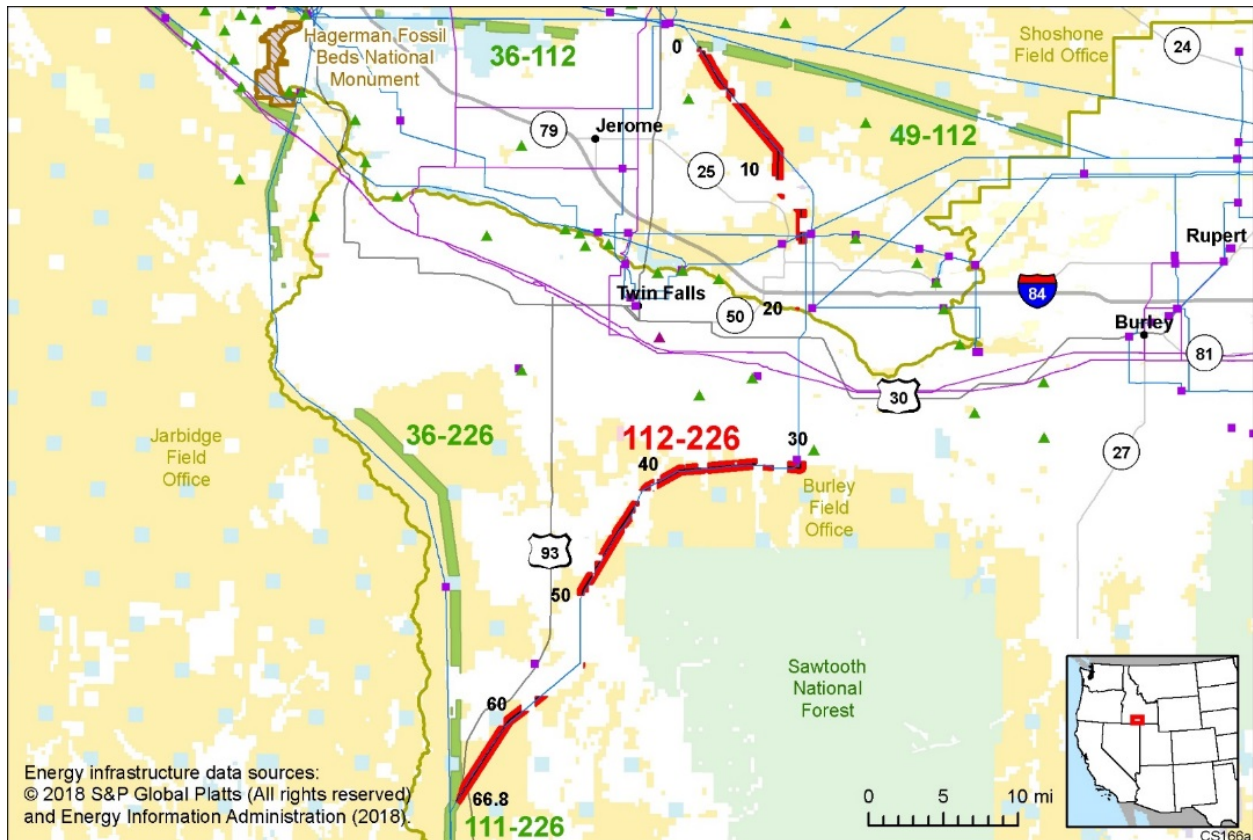 Hagerman Fossil
Beds National
Monument
36-112
0
Shoshone
Field Office
24
79
Jerome
49-112
25
10
Rupert
84
Twin Falls
50
20
Burley
81
30
36-226
112-226
30
40
27
Jarbidge
Field
Office
Burley
Field
Office
93
50
Sawtooth
National
Forest
60
66.8
111-226
0 5 10 mi
Energy infrastructure data sources:
© 2018 S&P Global Platts (All rights reserved)
and Energy Information Administration (2018).
CS166a